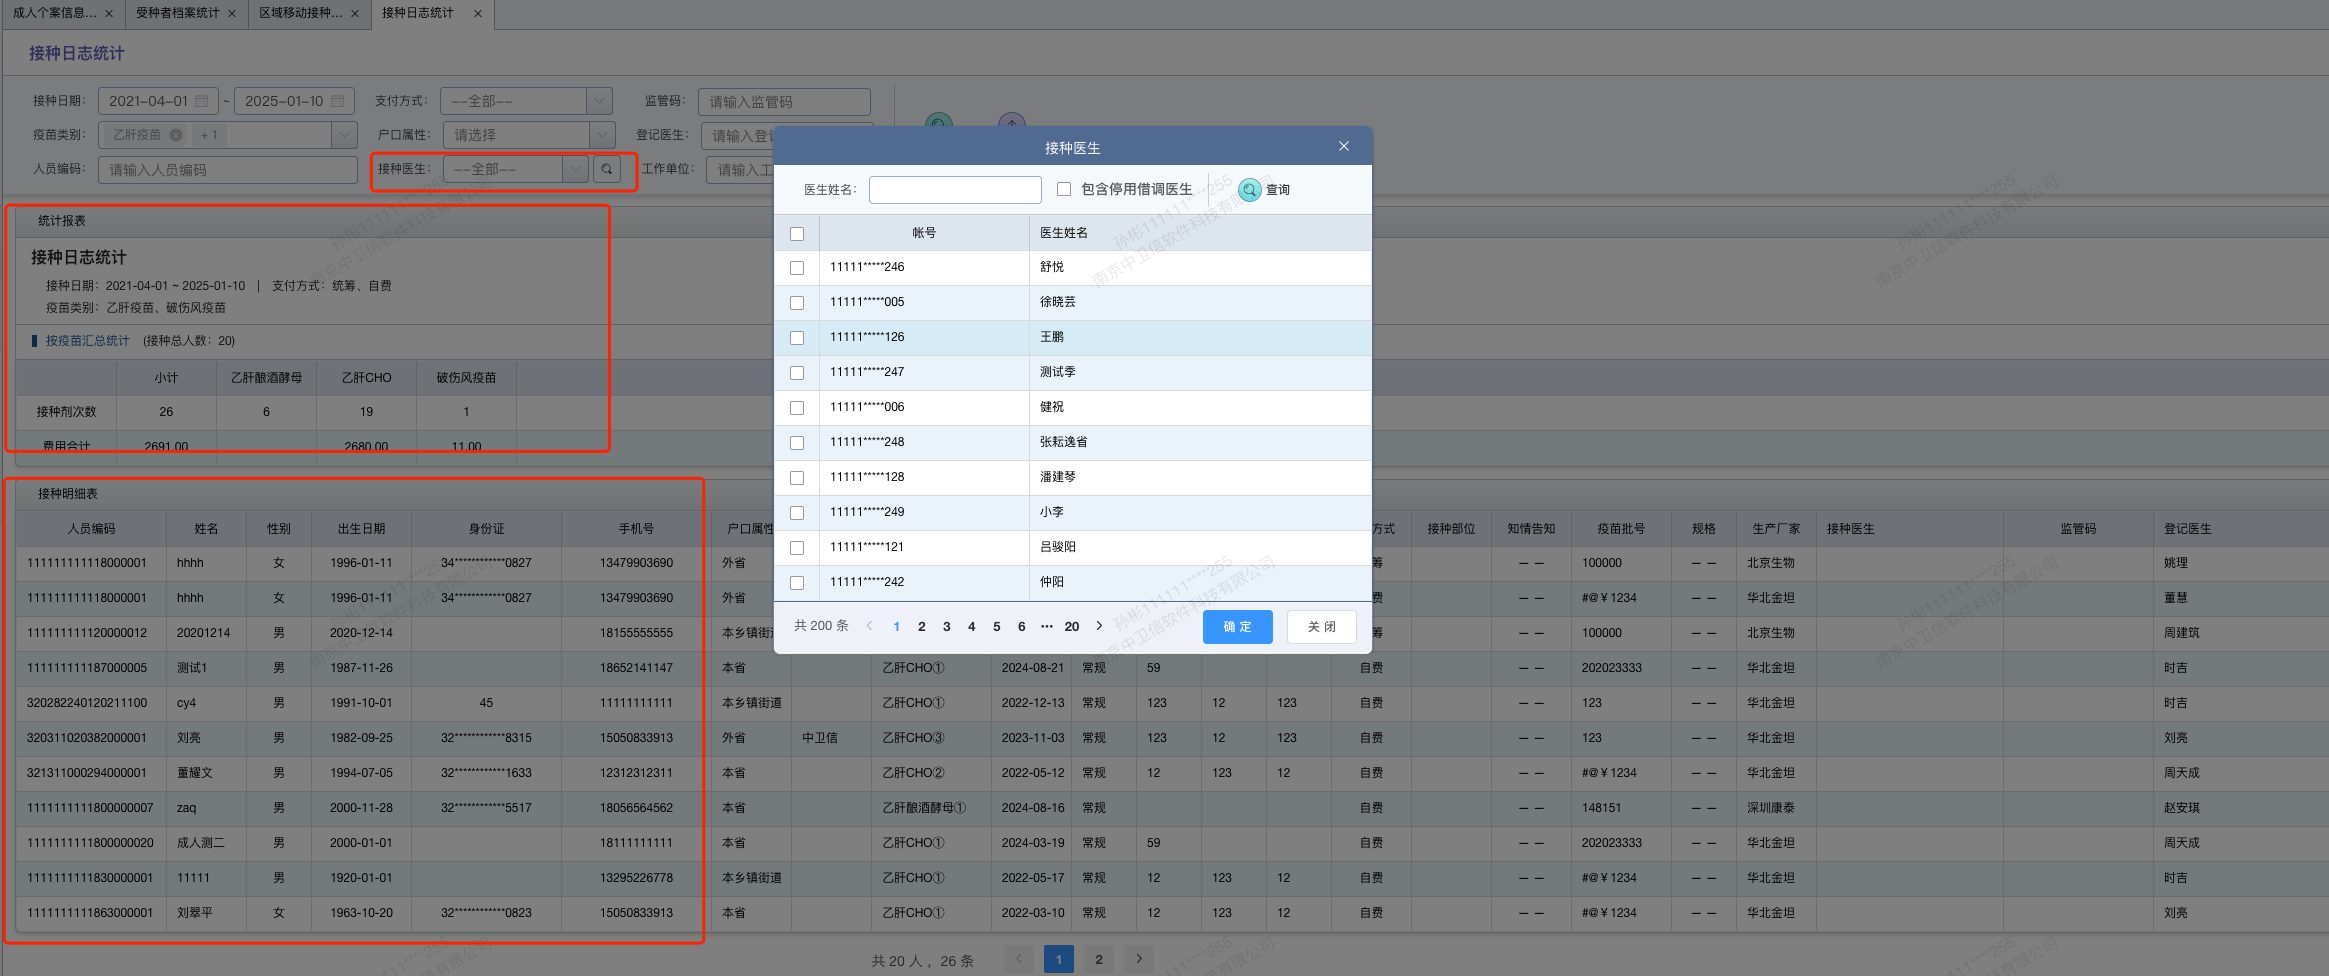 成人个案信息... × 受种者档案统计 × 区域移动接种... × 接种日志统计 ×
接种日志统计
接种日期: 2021-04-01 ~ 2025-01-10 支付方式: --全部-- 监管码: 请输入监管码
疫苗类别: 乙肝疫苗 + 1 户口属性: 请选择 登记医生: 请输入登
人员编码: 请输入人员编码 接种医生: --全部-- 工作单位: 请输入工
统计报表
接种日志统计
接种日期: 2021-04-01 ~ 2025-01-10 | 支付方式: 统筹、自费
疫苗类别: 乙肝疫苗、破伤风疫苗
按疫苗汇总统计 (接种总人数: 20)
小计 乙肝酿酒酵母 乙肝CHO 破伤风疫苗
接种剂次数 26 6 19 1
费用合计 2691.00 2680.00 11.00
接种医生 ×
医生姓名: 包含停用借调医生 查询
帐号 医生姓名
11111*****246 舒悦
11111*****005 徐晓芸
11111*****126 王鹏
11111*****247 测试季
11111*****006 健祝
11111*****248 张耘逸省
11111*****128 潘建琴
11111*****249 小李
11111*****121 吕骏阳
11111*****242 仲阳
共 200 条 < 1 2 3 4 5 6 ··· 20 > 确 定 关 闭
接种明细表
人员编码 姓名 性别 出生日期 身份证 手机号 户口属性 方式 接种部位 知情告知 疫苗批号 规格 生产厂家 接种医生 监管码 登记医生
111111111118000001 hhhh 女 1996-01-11 34************0827 13479903690 外省 筹 — — 100000 — — 北京生物 姚理
111111111118000001 hhhh 女 1996-01-11 34************0827 13479903690 外省 费 — — #@￥1234 — — 华北金坦 董慧
111111111120000012 20201214 男 2020-12-14 18155555555 本乡镇街 筹 — — 100000 — — 北京生物 周建筑
111111111187000005 测试1 男 1987-11-26 18652141147 本省 乙肝CHO① 2024-08-21 常规 59 自费 — — 202023333 — — 华北金坦 时吉
320282240120211100 cy4 男 1991-10-01 45 11111111111 本乡镇街道 乙肝CHO① 2022-12-13 常规 123 12 123 自费 — — 123 — — 华北金坦 时吉
320311020382000001 刘亮 男 1982-09-25 32************8315 15050833913 外省 中卫信 乙肝CHO③ 2023-11-03 常规 123 12 123 自费 — — 123 — — 华北金坦 刘亮
321311000294000001 董耀文 男 1994-07-05 32************1633 12312312311 本省 乙肝CHO② 2022-05-12 常规 12 123 12 自费 — — #@￥1234 — — 华北金坦 周天成
1111111111800000007 zaq 男 2000-11-28 32************5517 18056564562 本省 乙肝酿酒酵母① 2024-08-16 常规 自费 — — 148151 — — 深圳康泰 赵安琪
1111111111800000020 成人测二 男 2000-01-01 18111111111 本省 乙肝CHO① 2024-03-19 常规 59 自费 — — 202023333 — — 华北金坦 周天成
1111111111830000001 11111 男 1920-01-01 13295226778 本乡镇街道 乙肝CHO① 2022-05-17 常规 12 123 12 自费 — — #@￥1234 — — 华北金坦 时吉
1111111111863000001 刘翠平 女 1963-10-20 32************0823 15050833913 本省 乙肝CHO① 2022-03-10 常规 12 123 12 自费 — — #@￥1234 — — 华北金坦 刘亮
共 20 人 ，26 条 < 1 2 >
孙彬111111****255
南京中卫信软件科技有限公司